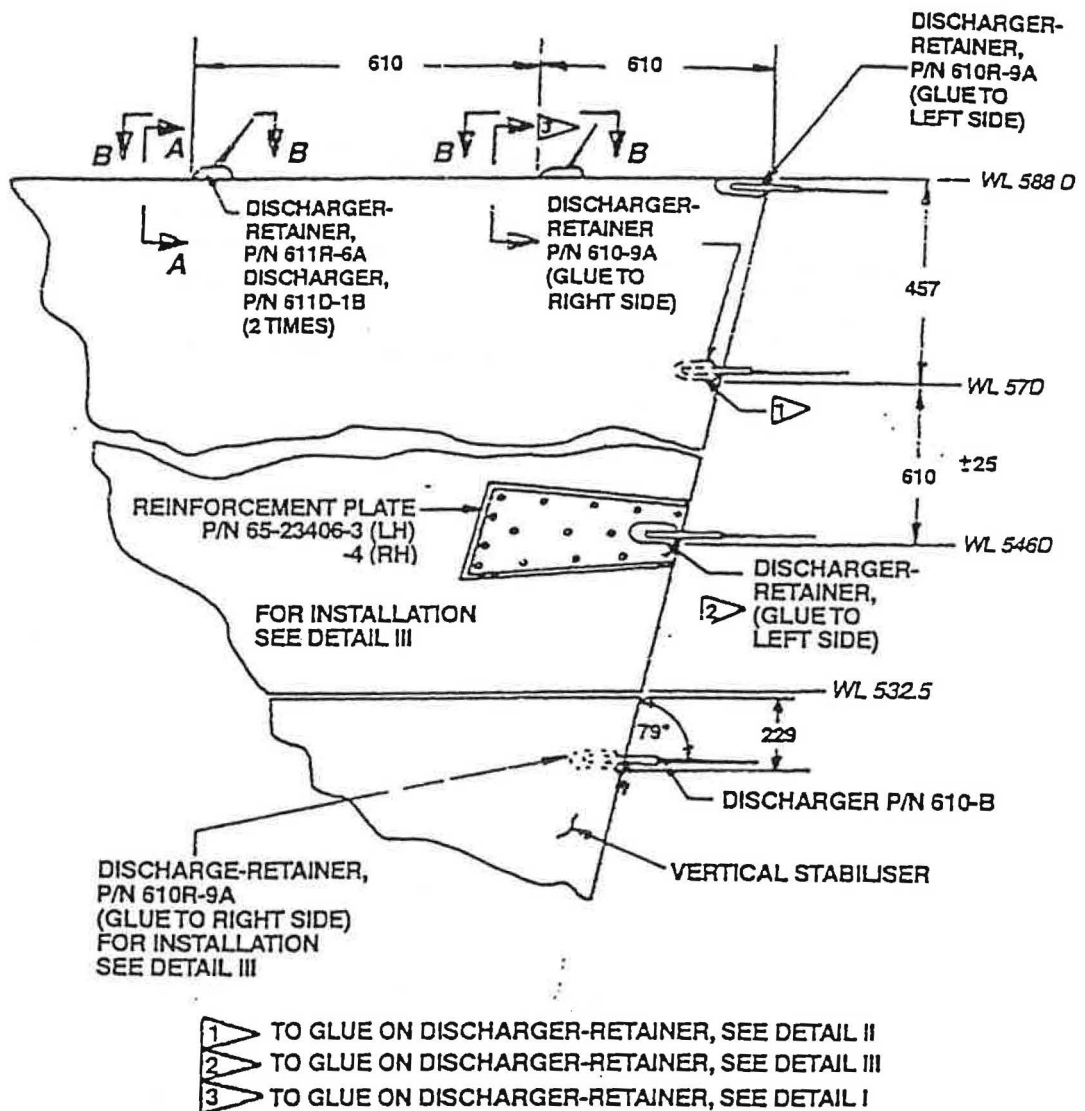 DISCHARGER-
RETAINER,
P/N 610R-9A
(GLUE TO
LEFT SIDE)
610
610
B
A
B
B
3
B
WL 588 D
DISCHARGER-
RETAINER,
P/N 611R-6A
DISCHARGER,
P/N 611D-1B
(2 TIMES)
A
DISCHARGER-
RETAINER
P/N 610-9A
(GLUE TO
RIGHT SIDE)
457
WL 57D
1
610
±25
REINFORCEMENT PLATE
P/N 65-23406-3 (LH)
-4 (RH)
WL 546D
DISCHARGER-
RETAINER,
(GLUE TO
LEFT SIDE)
2
FOR INSTALLATION
SEE DETAIL III
WL 532.5
79°
229
DISCHARGER P/N 610-B
VERTICAL STABILISER
DISCHARGE-RETAINER,
P/N 610R-9A
(GLUE TO RIGHT SIDE)
FOR INSTALLATION
SEE DETAIL III
1 TO GLUE ON DISCHARGER-RETAINER, SEE DETAIL II
2 TO GLUE ON DISCHARGER-RETAINER, SEE DETAIL III
3 TO GLUE ON DISCHARGER-RETAINER, SEE DETAIL I